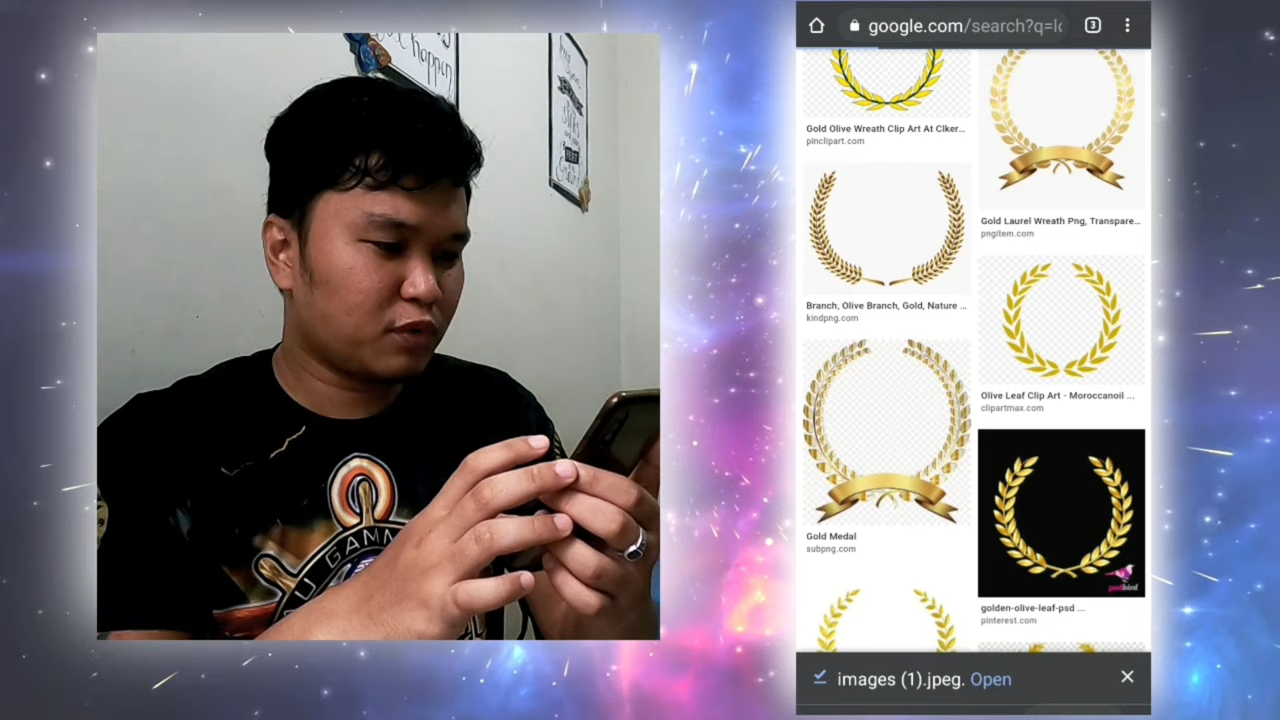 happen
GAMM
google.com/search?q=l
3
Gold Olive Wreath Clip Art At Clker...
pinclipart.com
Gold Laurel Wreath Png, Transpare...
pngitem.com
Branch, Olive Branch, Gold, Nature ...
kindpng.com
Olive Leaf Clip Art - Moroccanoil ...
clipartmax.com
Gold Medal
subpng.com
golden-olive-leaf-psd ...
pinterest.com
images (1).jpeg. Open